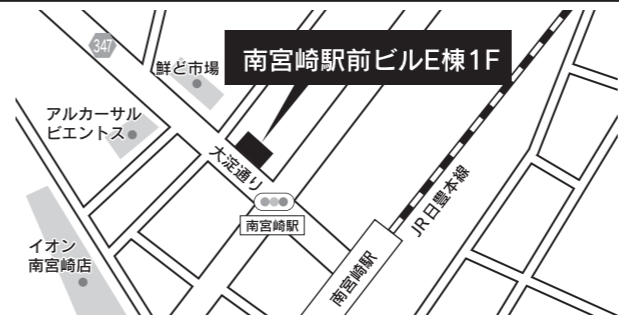 347
鮮ど市場
南宮崎駅前ビルE棟1F
アルカーサル
ビエントス
大淀通り
南宮崎駅
JR日豊本線
イオン
南宮崎店
南宮崎駅